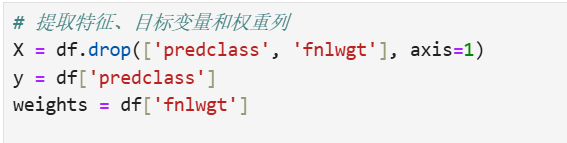 # 提取特征、目标变量和权重列
X = df.drop(['predclass', 'fnlwgt'], axis=1)
y = df['predclass']
weights = df['fnlwgt']